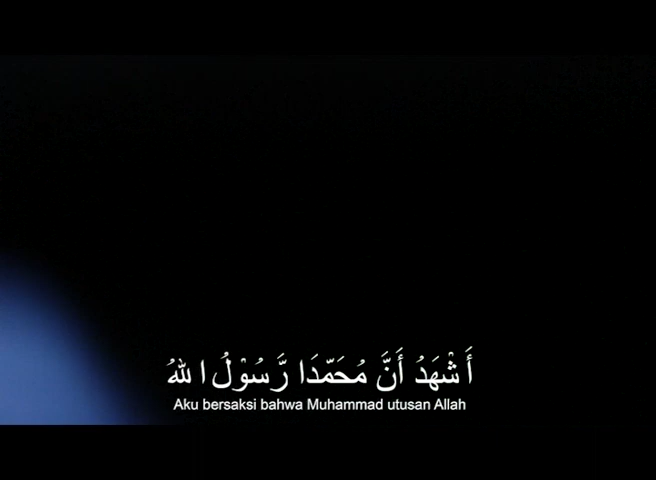 أَشْهَدُ أَنَّ مُحَمَّدَا رَّسُوْلُ اللهُ
Aku bersaksi bahwa Muhammad utusan Allah